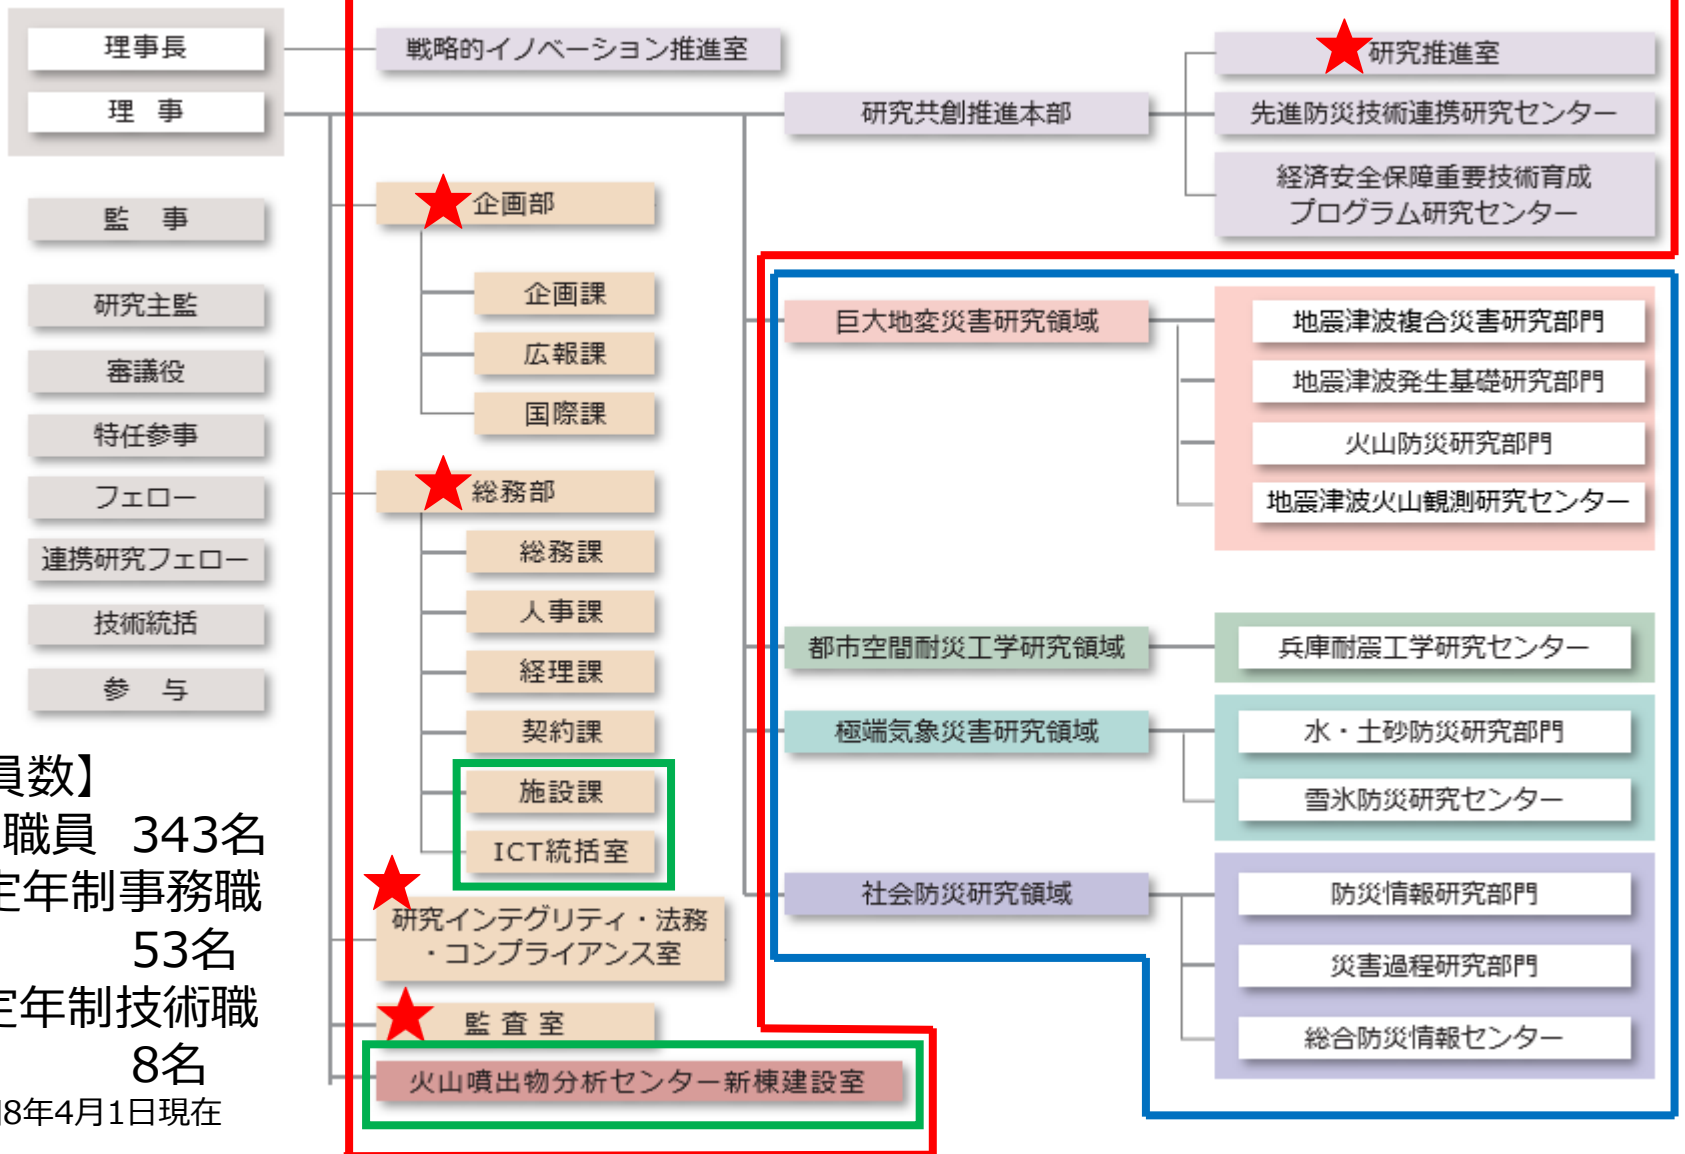 理事長
理　事
監　事
研究主監
審議役
特任参事
フェロー
連携研究フェロー
技術統括
参　与
員数】
職員　343名
定年制事務職
53名
定年制技術職
8名
8年4月1日現在
戦略的イノベーション推進室
企画部
企画課
広報課
国際課
総務部
総務課
人事課
経理課
契約課
施設課
ICT統括室
研究インテグリティ・法務
・コンプライアンス室
監 査 室
火山噴出物分析センター新棟建設室
研究共創推進本部
研究推進室
先進防災技術連携研究センター
経済安全保障重要技術育成
プログラム研究センター
巨大地変災害研究領域
地震津波複合災害研究部門
地震津波発生基礎研究部門
火山防災研究部門
地震津波火山観測研究センター
都市空間耐災工学研究領域
兵庫耐震工学研究センター
極端気象災害研究領域
水・土砂防災研究部門
雪氷防災研究センター
社会防災研究領域
防災情報研究部門
災害過程研究部門
総合防災情報センター